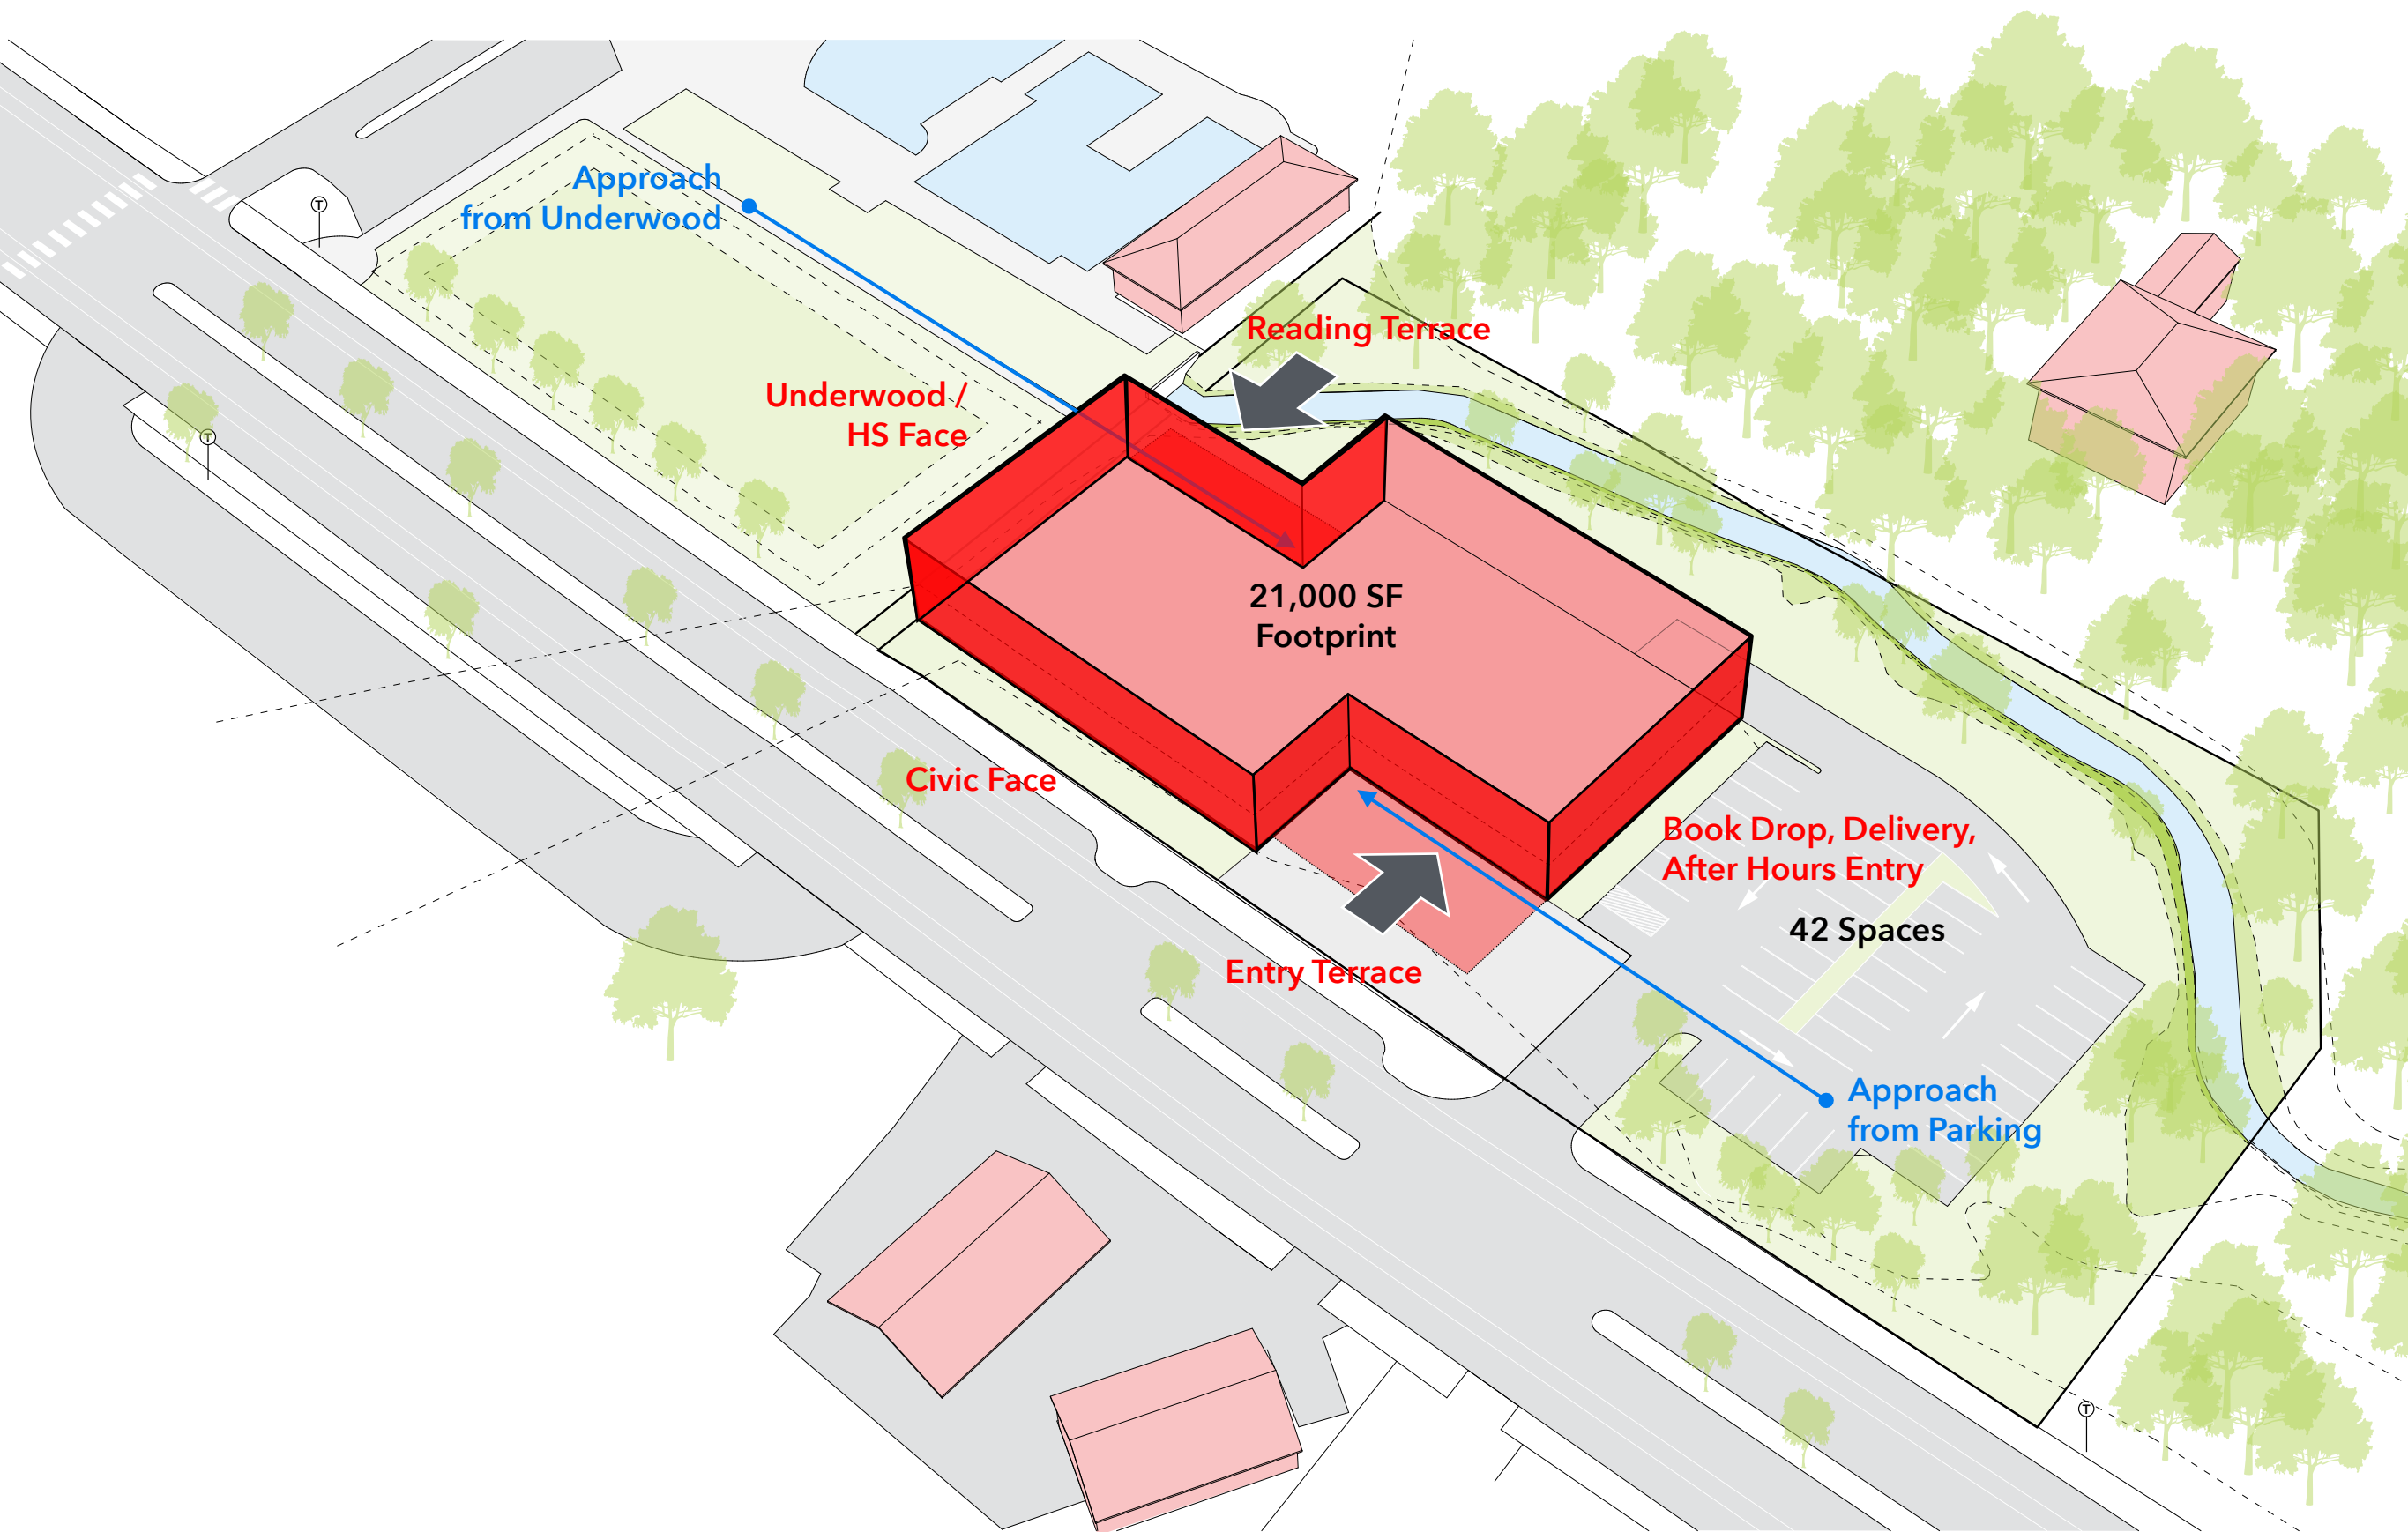 Approach
from Underwood
Reading Terrace
Underwood /
HS Face
21,000 SF
Footprint
Civic Face
Book Drop, Delivery,
After Hours Entry
42 Spaces
Entry Terrace
Approach
from Parking
T
T
T